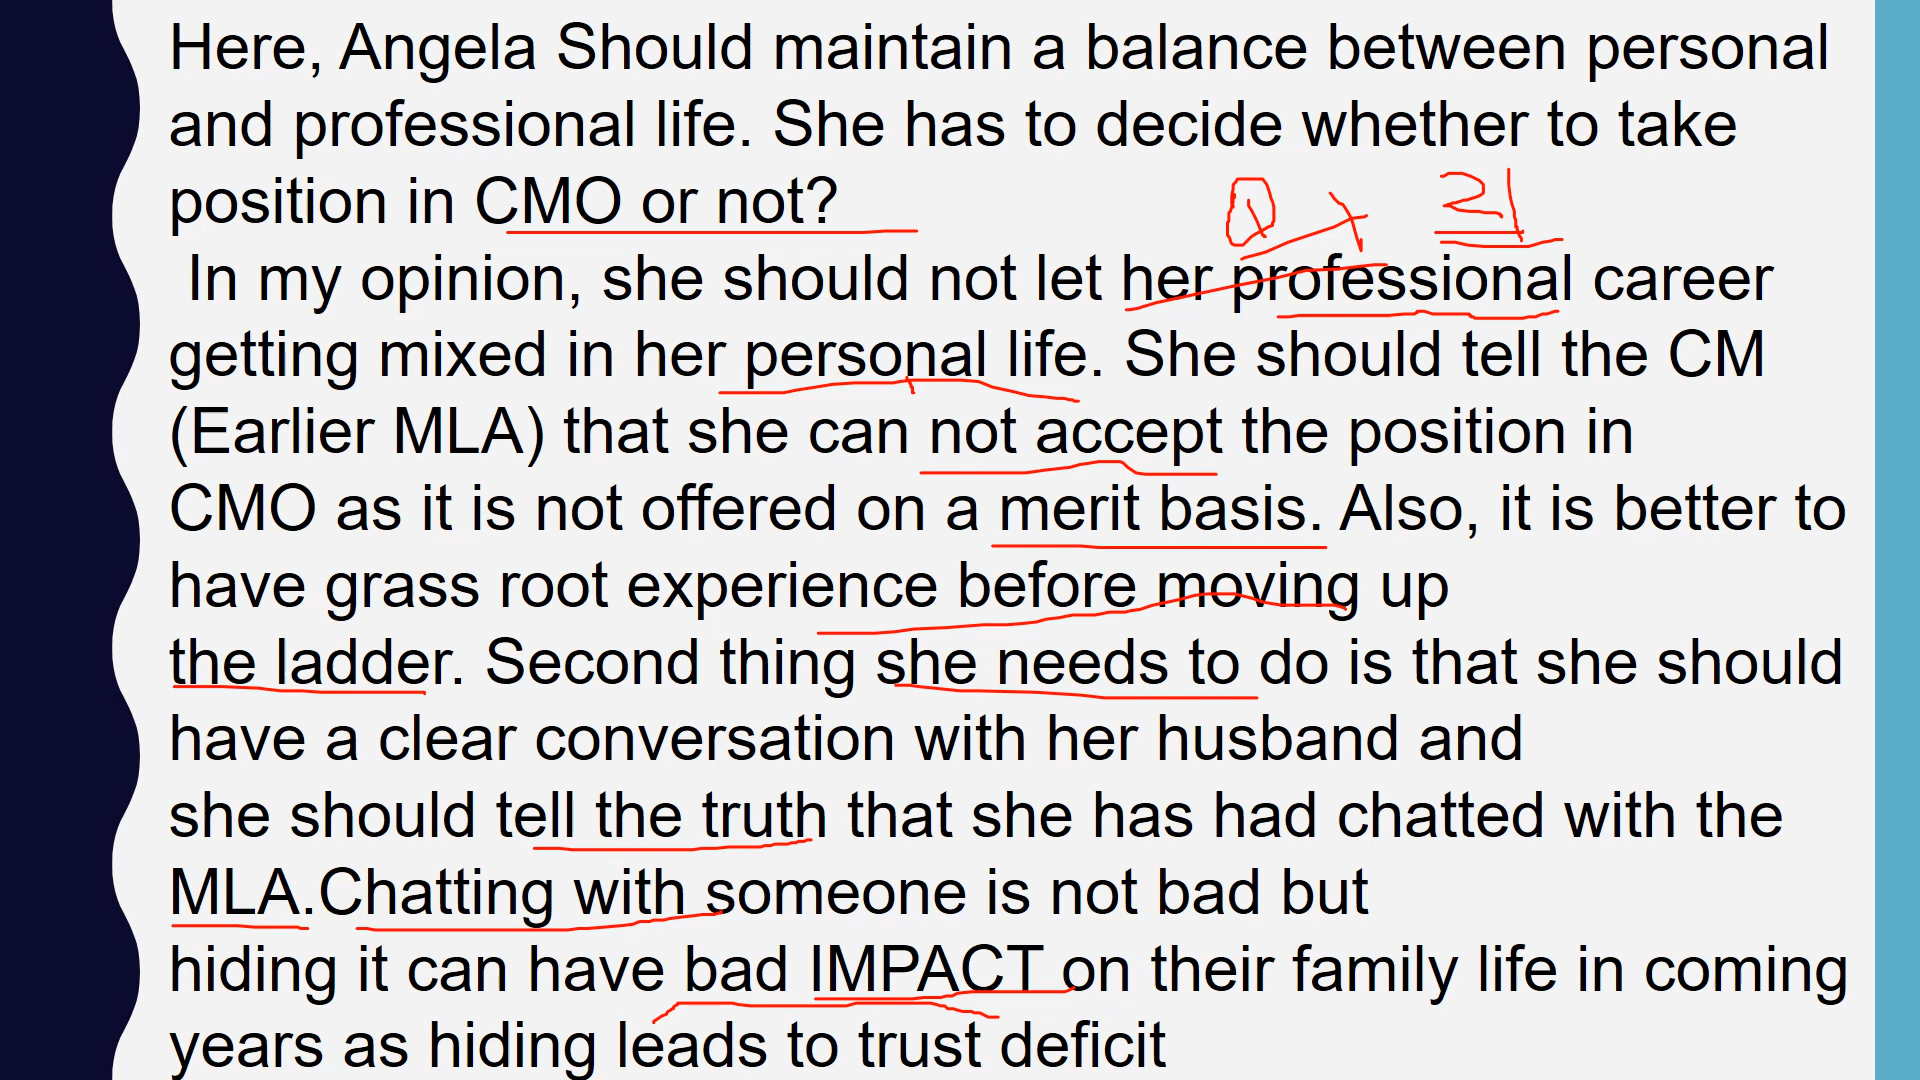 Here, Angela Should maintain a balance between personal
and professional life. She has to decide whether to take
position in CMO or not?
21
In my opinion, she should not let her professional career
getting mixed in her personal life. She should tell the CM
(Earlier MLA) that she can not accept the position in
CMO as it is not offered on a merit basis. Also, it is better to
have grass root experience before moving up
the ladder. Second thing she needs to do is that she should
have a clear conversation with her husband and
she should tell the truth that she has had chatted with the
MLA.Chatting with someone is not bad but
hiding it can have bad IMPACT on their family life in coming
years as hiding leads to trust deficit